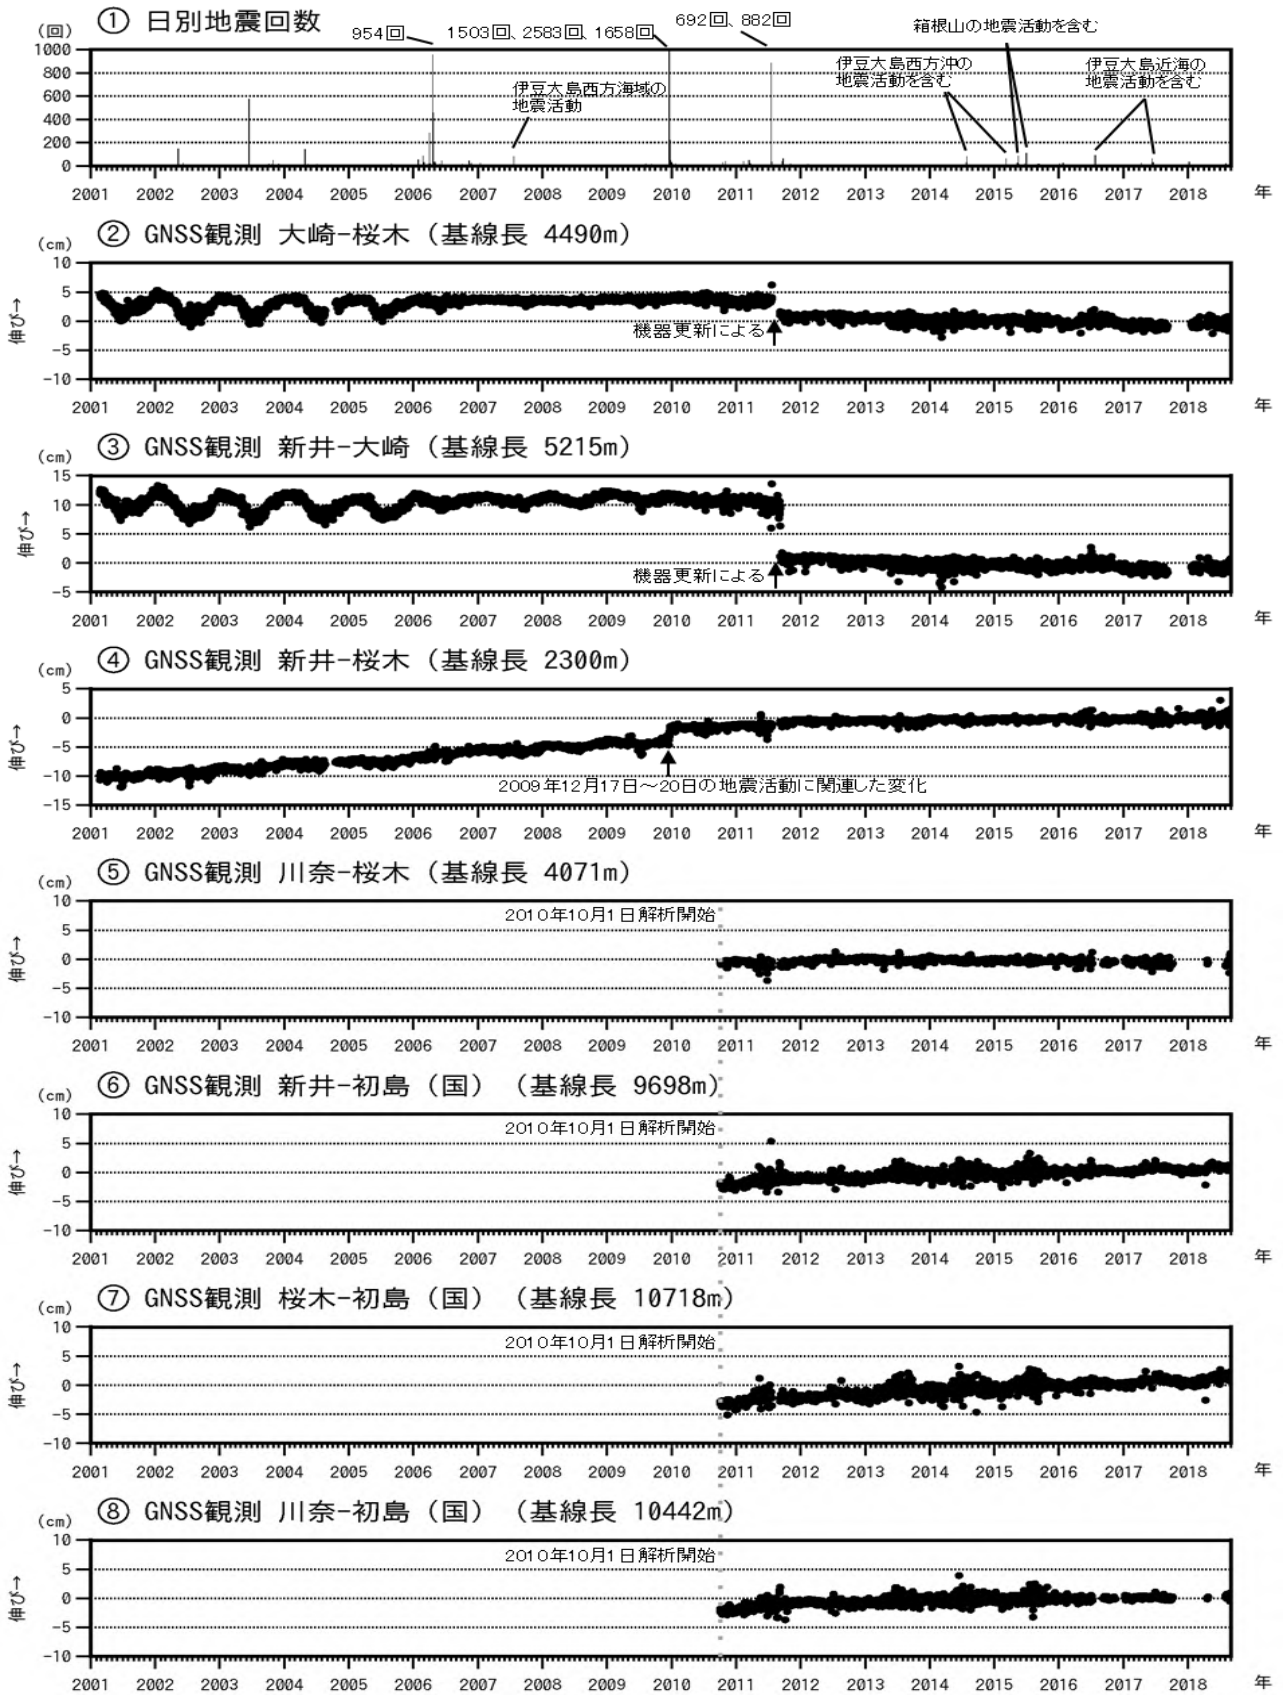 ① 日別地震回数
954回
1503回、2583回、1658回
692回、882回
箱根山の地震活動を含む
(回)
1000
800
600
400
200
0
伊豆大島西方海域の
地震活動
伊豆大島西方沖の
地震活動を含む
伊豆大島近海の
地震活動を含む
2001 2002 2003 2004 2005 2006 2007 2008 2009 2010 2011 2012 2013 2014 2015 2016 2017 2018 年
② GNSS観測 大崎-桜木（基線長 4490m）
(cm)
10
5
0
-5
-10
伸び→
機器更新による
2001 2002 2003 2004 2005 2006 2007 2008 2009 2010 2011 2012 2013 2014 2015 2016 2017 2018 年
③ GNSS観測 新井-大崎（基線長 5215m）
(cm)
15
10
5
0
-5
伸び→
機器更新による
2001 2002 2003 2004 2005 2006 2007 2008 2009 2010 2011 2012 2013 2014 2015 2016 2017 2018 年
④ GNSS観測 新井-桜木（基線長 2300m）
(cm)
5
0
-5
-10
-15
伸び→
2009年12月17日～20日の地震活動に関連した変化
2001 2002 2003 2004 2005 2006 2007 2008 2009 2010 2011 2012 2013 2014 2015 2016 2017 2018 年
⑤ GNSS観測 川奈-桜木（基線長 4071m）
(cm)
10
5
0
-5
-10
伸び→
2010年10月1日解析開始
2001 2002 2003 2004 2005 2006 2007 2008 2009 2010 2011 2012 2013 2014 2015 2016 2017 2018 年
⑥ GNSS観測 新井-初島（国）（基線長 9698m）
(cm)
10
5
0
-5
-10
伸び→
2010年10月1日解析開始
2001 2002 2003 2004 2005 2006 2007 2008 2009 2010 2011 2012 2013 2014 2015 2016 2017 2018 年
⑦ GNSS観測 桜木-初島（国）（基線長 10718m）
(cm)
10
5
0
-5
-10
伸び→
2010年10月1日解析開始
2001 2002 2003 2004 2005 2006 2007 2008 2009 2010 2011 2012 2013 2014 2015 2016 2017 2018 年
⑧ GNSS観測 川奈-初島（国）（基線長 10442m）
(cm)
10
5
0
-5
-10
伸び→
2010年10月1日解析開始
2001 2002 2003 2004 2005 2006 2007 2008 2009 2010 2011 2012 2013 2014 2015 2016 2017 2018 年